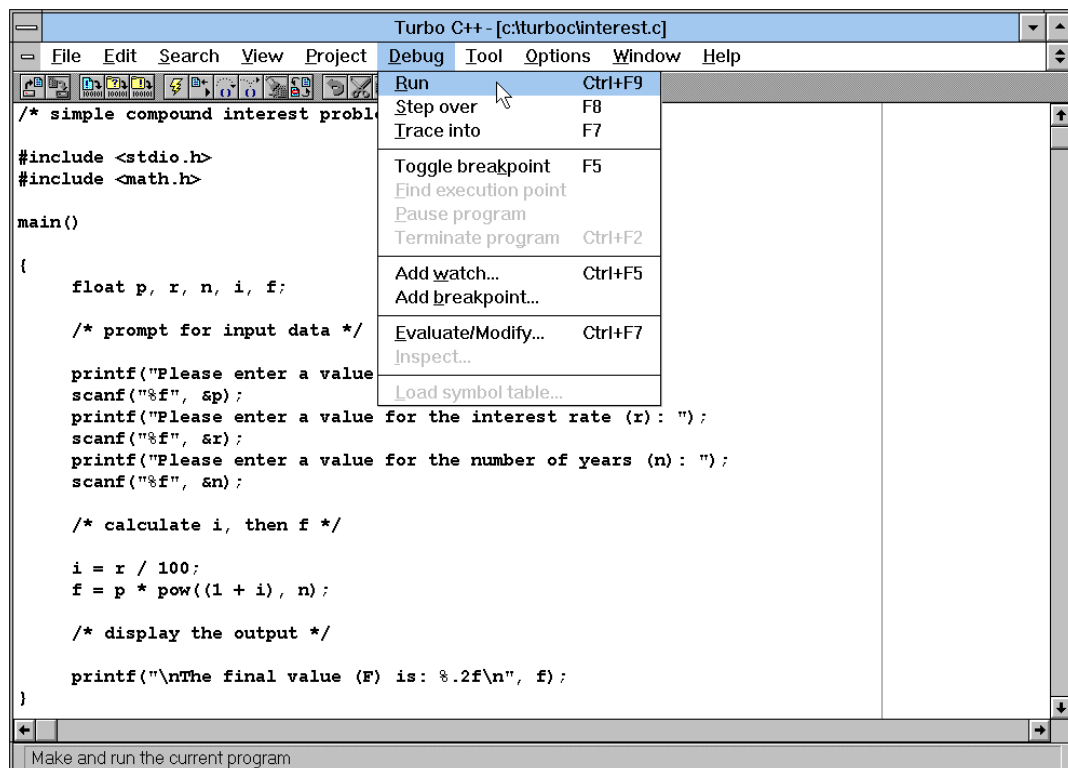 Turbo C++ - [c:\turboc\interest.c]
File Edit Search View Project Debug Tool Options Window Help
Run Ctrl+F9
Step over F8
Trace into F7
Toggle breakpoint F5
Find execution point
Pause program
Terminate program Ctrl+F2
Add watch... Ctrl+F5
Add breakpoint...
Evaluate/Modify... Ctrl+F7
Inspect...
Load symbol table...
/* simple compound interest probl
#include <stdio.h>
#include <math.h>
main()
{
float p, r, n, i, f;
/* prompt for input data */
printf("Please enter a value
scanf("%f", &p);
printf("Please enter a value for the interest rate (r): ");
scanf("%f", &r);
printf("Please enter a value for the number of years (n): ");
scanf("%f", &n);
/* calculate i, then f */
i = r / 100;
f = p * pow((1 + i), n);
/* display the output */
printf("\nThe final value (F) is: %.2f\n", f);
}
Make and run the current program